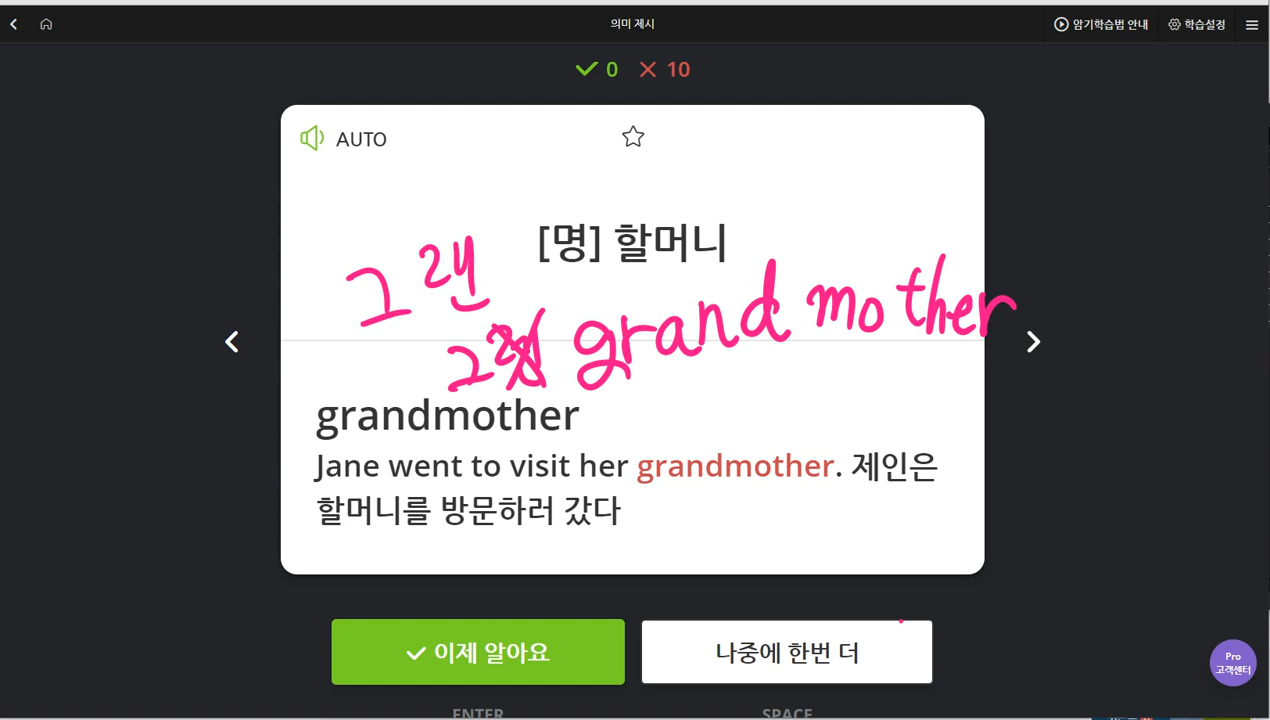 의미 제시
암기학습법 안내
학습설정
0 10
AUTO
[명] 할머니
그랜
그
grand mother
grandmother
Jane went to visit her grandmother. 제인은
할머니를 방문하러 갔다
이제 알아요
나중에 한번 더
Pro
고객센터
ENTER
SPACE